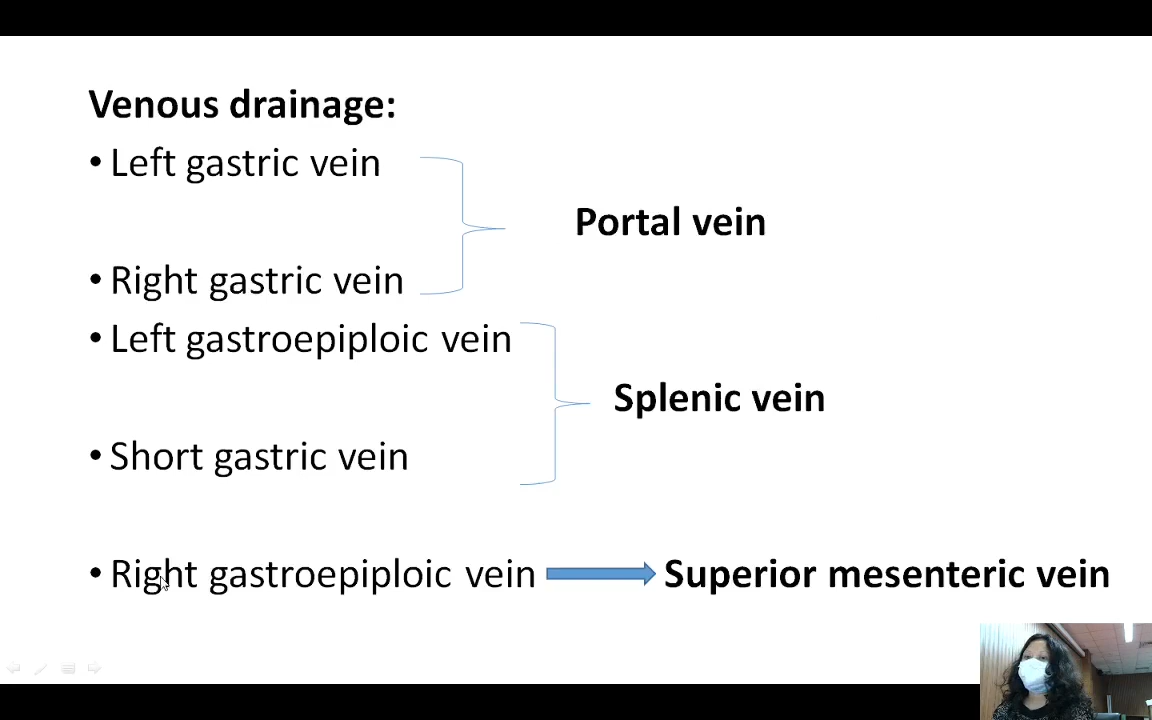 Venous drainage:
• Left gastric vein
Portal vein
• Right gastric vein
• Left gastroepiploic vein
Splenic vein
• Short gastric vein
• Right gastroepiploic vein Superior mesenteric vein